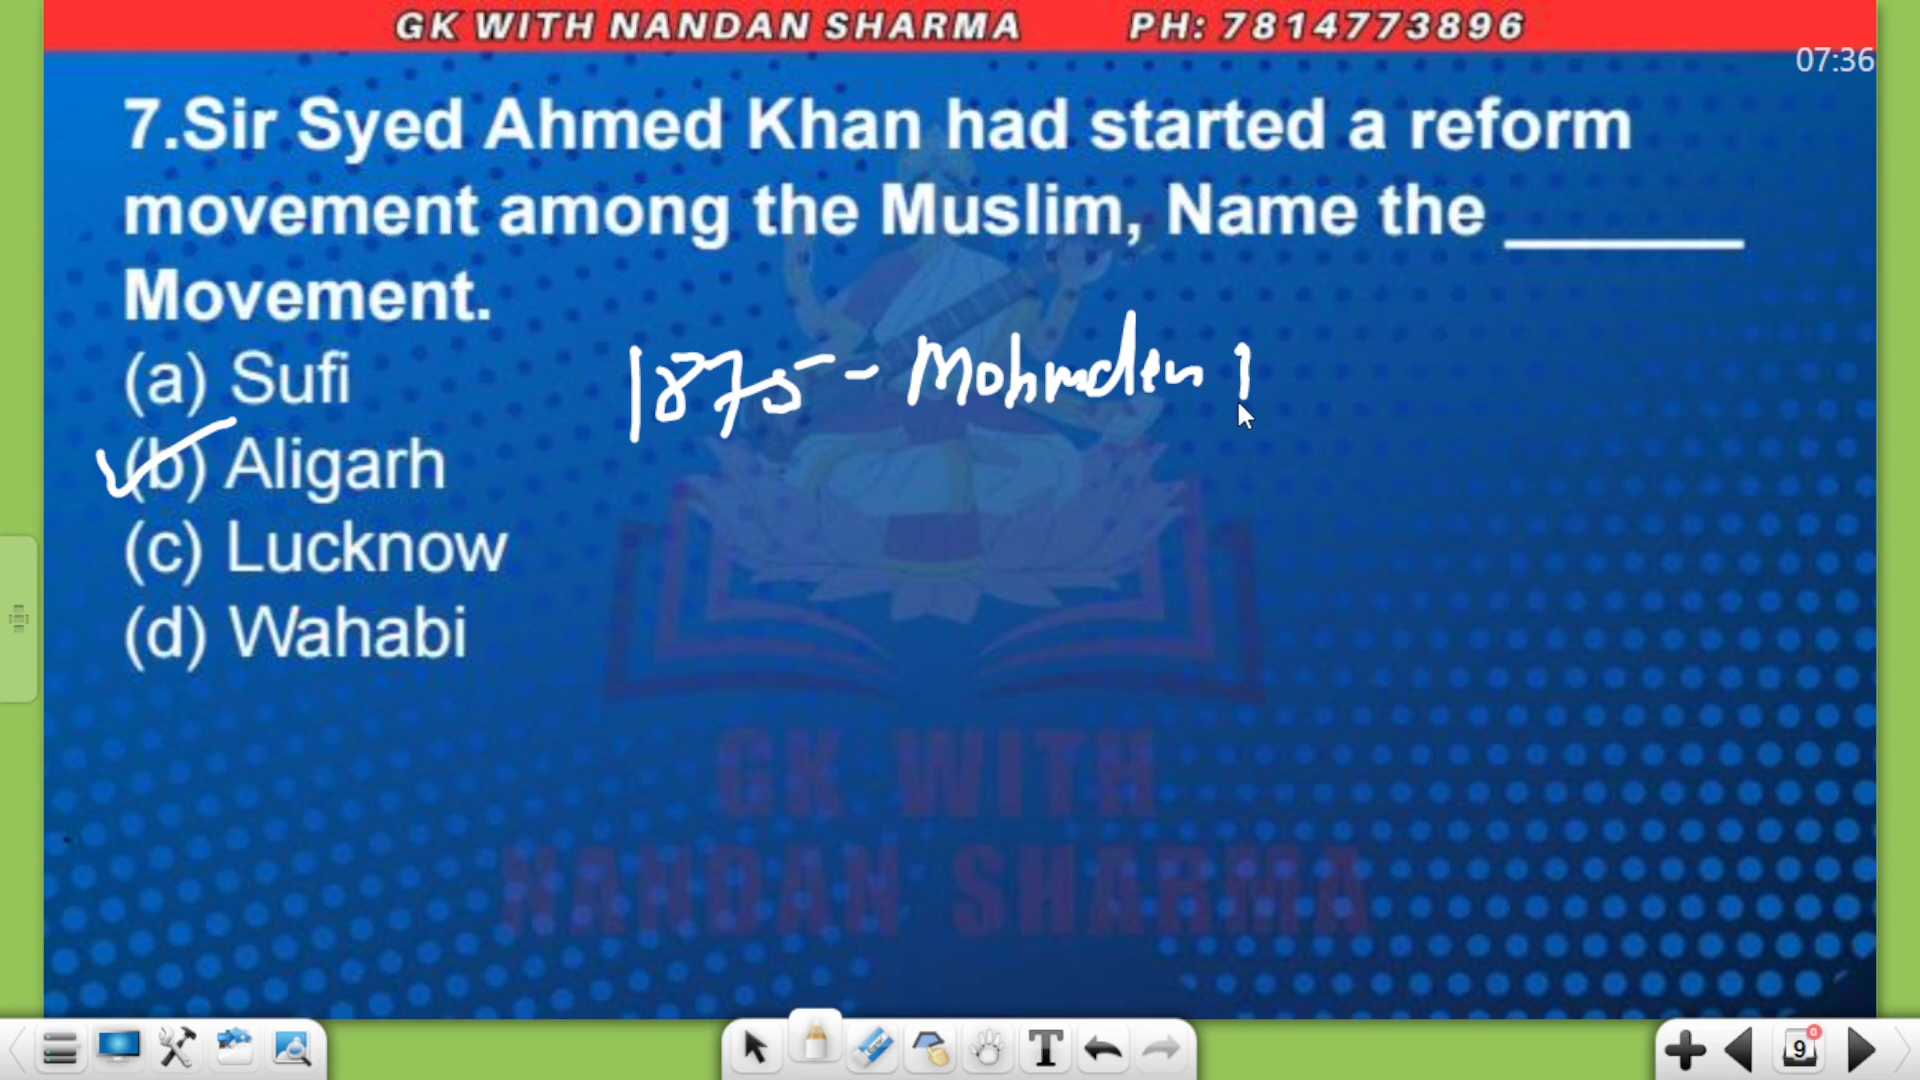 GK WITH NANDAN SHARMA PH: 7814773896
07:36
7.Sir Syed Ahmed Khan had started a reform
movement among the Muslim, Name the ______
Movement.
(a) Sufi
1875 - Mohmden
(b) Aligarh
(c) Lucknow
(d) Wahabi
GK WITH
NANDAN SHARMA
T
9
0